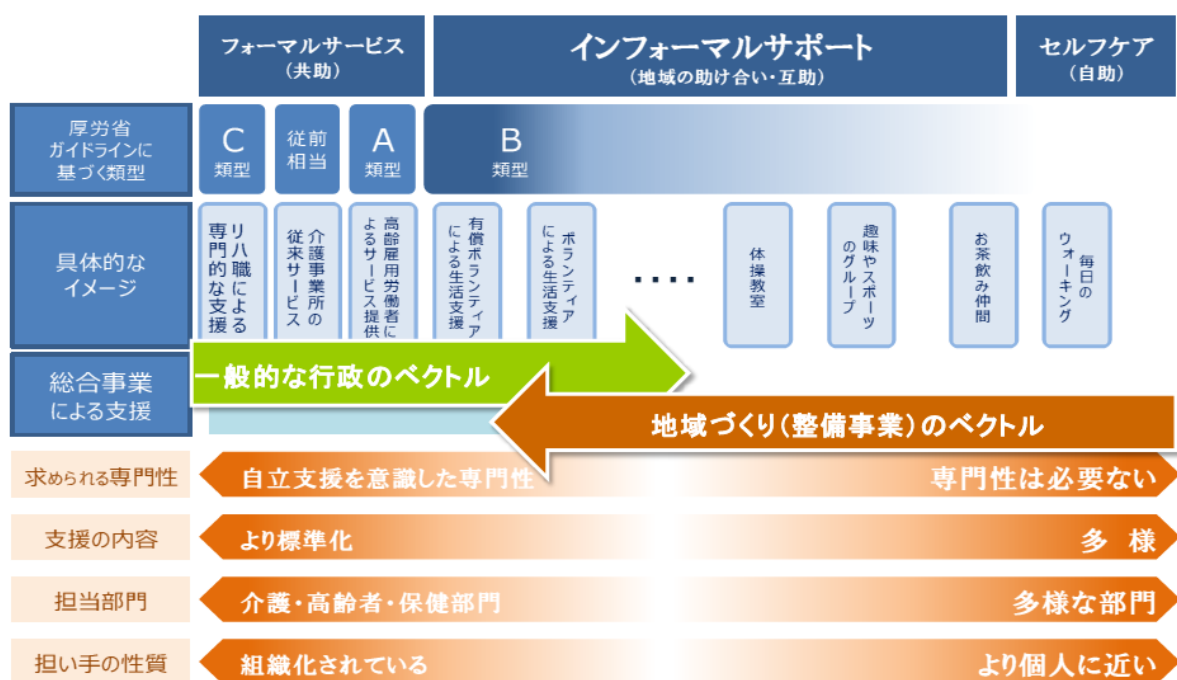 フォーマルサービス
（共助）
インフォーマルサポート
（地域の助け合い・互助）
セルフケア
（自助）
厚労省
ガイドラインに
基づく類型
C
類型
従前
相当
A
類型
B
類型
具体的な
イメージ
リハ職による
専門的な支援
介護事業所の
従来サービス
高齢雇用労働者に
よるサービス提供
有償ボランティア
による生活支援
ボランティア
による生活支援
‥‥
体操教室
趣味やスポーツ
のグループ
お茶飲み仲間
毎日の
ウォーキング
総合事業
による支援
一般的な行政のベクトル
地域づくり（整備事業）のベクトル
求められる専門性
自立支援を意識した専門性
専門性は必要ない
支援の内容
より標準化
多 様
担当部門
介護・高齢者・保健部門
多様な部門
担い手の性質
組織化されている
より個人に近い